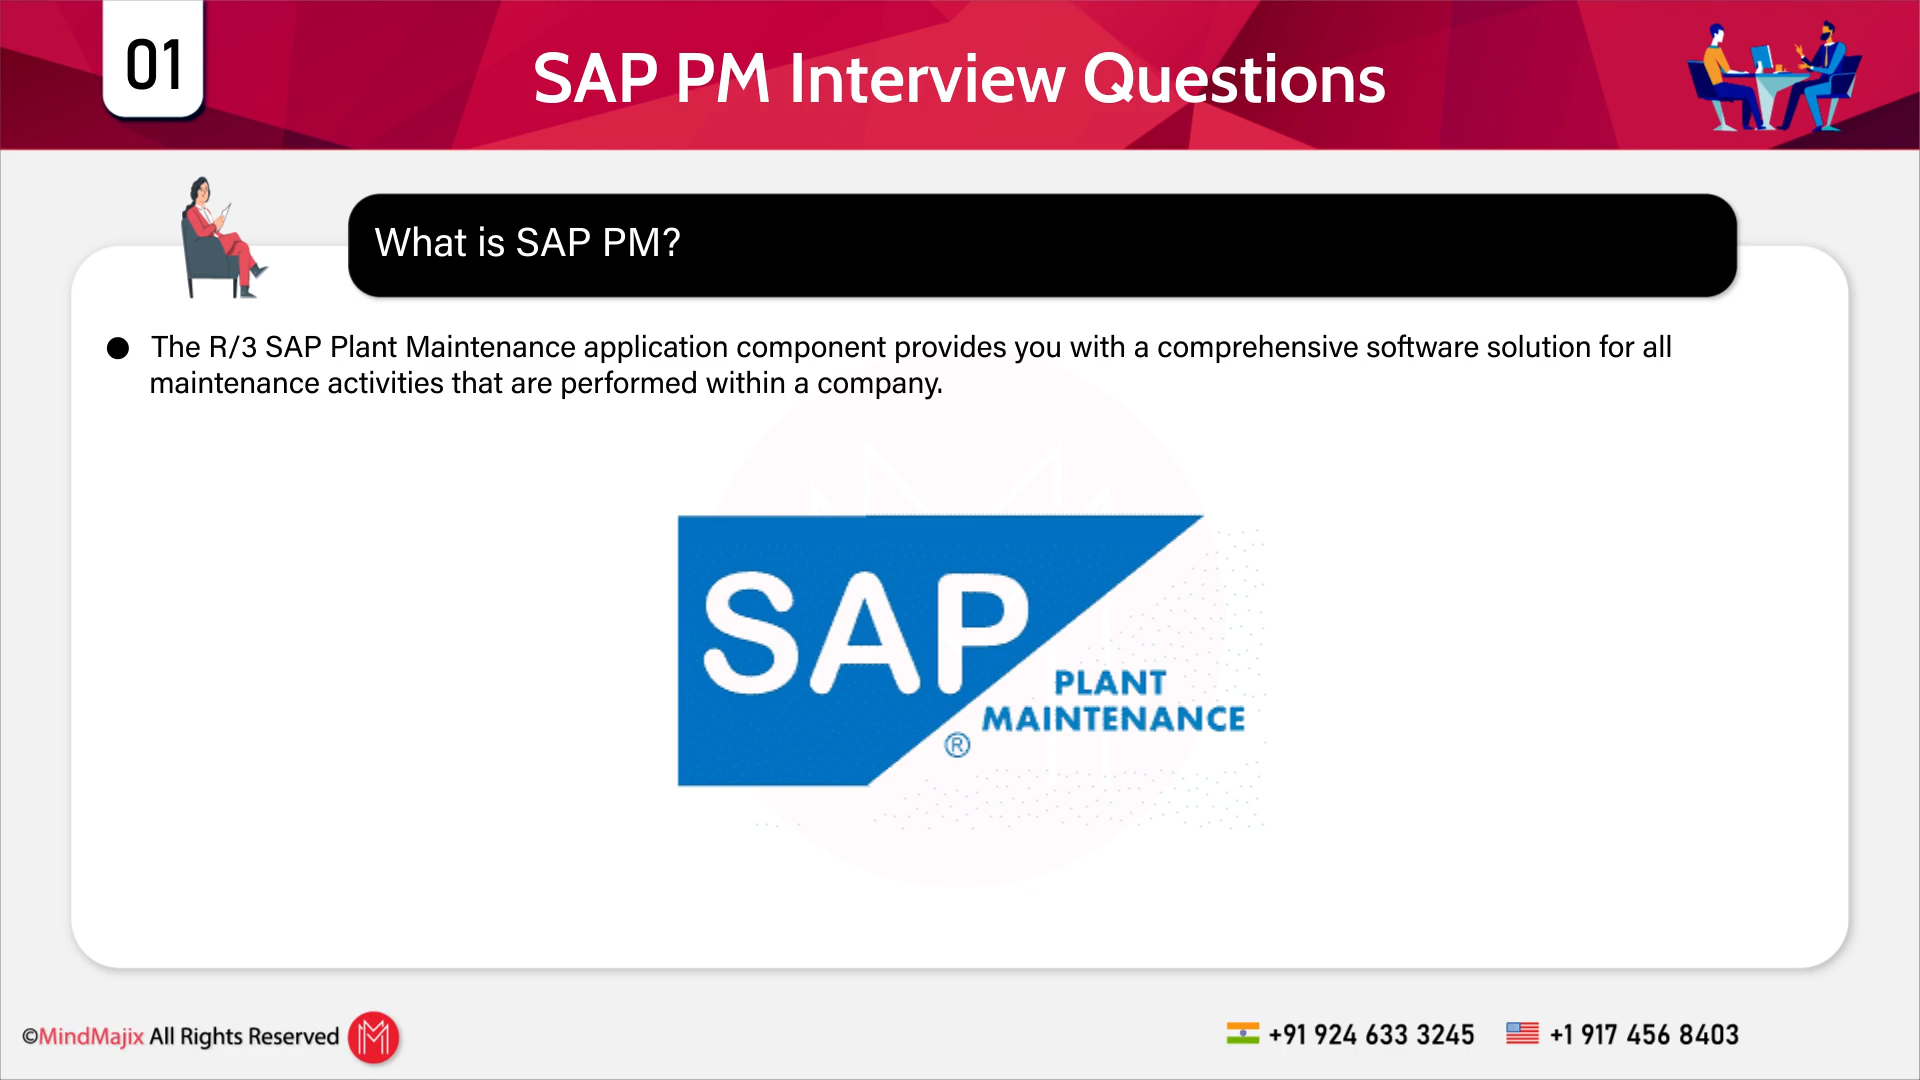 01
SAP PM Interview Questions
What is SAP PM?
● The R/3 SAP Plant Maintenance application component provides you with a comprehensive software solution for all
maintenance activities that are performed within a company.
SAP
PLANT
MAINTENANCE
®
©MindMajix All Rights Reserved
+91 924 633 3245
+1 917 456 8403